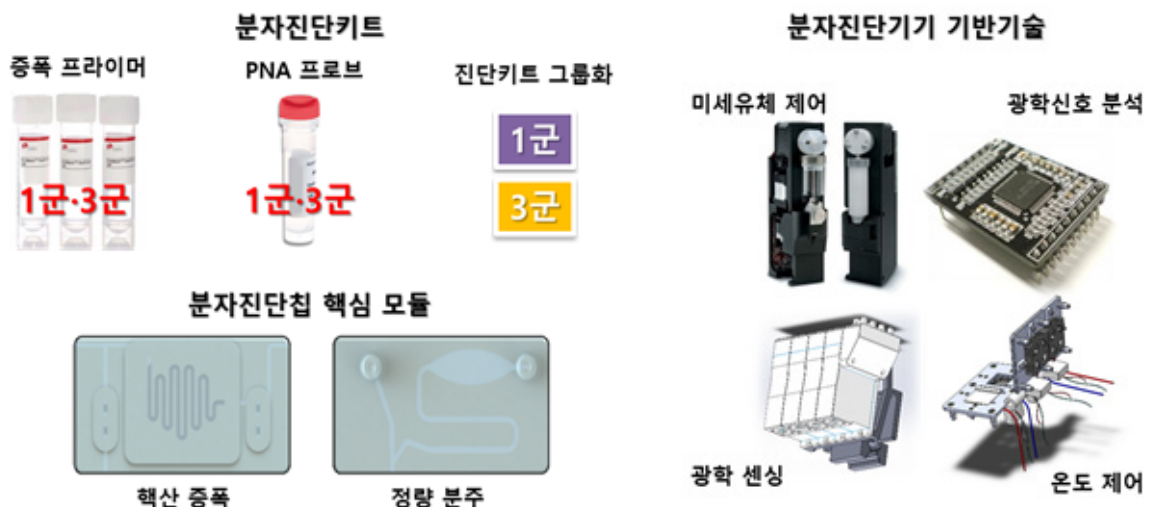 분자진단키트
증폭 프라이머
PNA 프로브
진단키트 그룹화
1군·3군
1군·3군
1군
3군
분자진단칩 핵심 모듈
핵산 증폭
정량 분주
분자진단기기 기반기술
미세유체 제어
광학신호 분석
광학 센싱
온도 제어